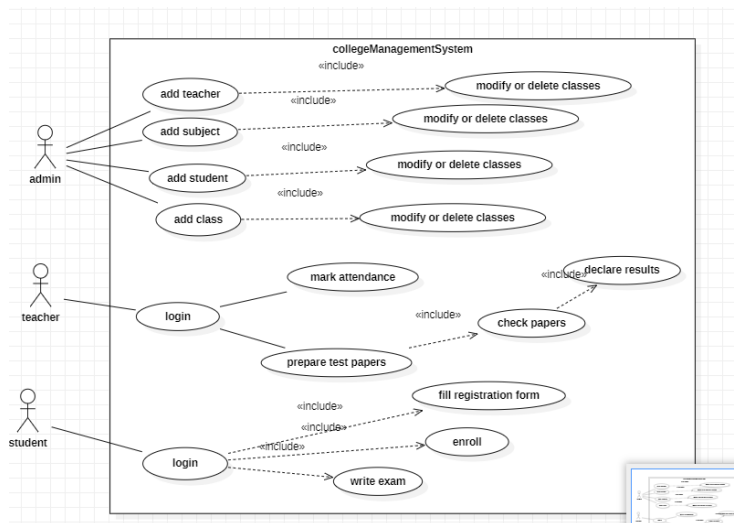 collegeManagementSystem
«include»
add teacher
modify or delete classes
«include»
add subject
modify or delete classes
«include»
add student
modify or delete classes
admin
«include»
add class
modify or delete classes
mark attendance
«include»
declare results
teacher
login
«include»
check papers
prepare test papers
«include»
fill registration form
«include»
student
«include»
enroll
login
write exam